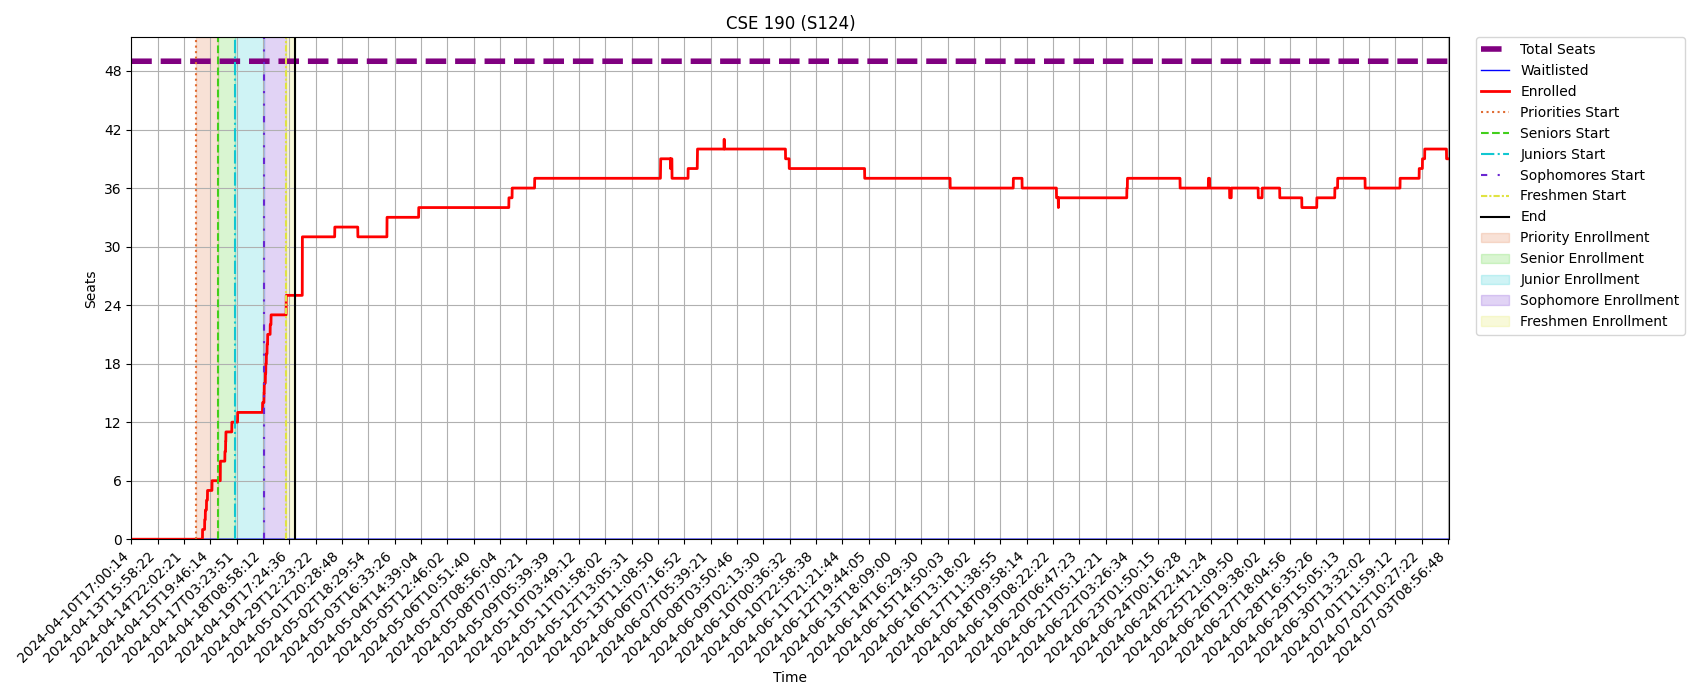 CSE 190 (S124)
Seats
48
42
36
30
24
18
12
6
0
2024-04-10T17:00:14
2024-04-13T15:58:22
2024-04-14T22:02:21
2024-04-15T19:46:14
2024-04-17T03:23:51
2024-04-18T08:58:12
2024-04-19T17:24:36
2024-04-29T12:23:22
2024-05-01T20:28:48
2024-05-02T18:29:54
2024-05-03T16:33:26
2024-05-04T14:39:04
2024-05-05T12:46:02
2024-05-06T10:51:40
2024-05-07T08:56:04
2024-05-08T07:00:21
2024-05-09T05:39:39
2024-05-10T03:49:12
2024-05-11T01:58:02
2024-05-12T13:05:31
2024-05-13T11:08:50
2024-06-06T07:16:52
2024-06-07T05:39:21
2024-06-08T03:50:46
2024-06-09T02:13:30
2024-06-10T00:36:32
2024-06-10T22:58:38
2024-06-11T21:21:44
2024-06-12T19:44:05
2024-06-13T18:09:00
2024-06-14T16:29:30
2024-06-15T14:50:03
2024-06-16T13:18:02
2024-06-17T11:38:55
2024-06-18T09:58:14
2024-06-19T08:22:22
2024-06-20T06:47:23
2024-06-21T05:12:21
2024-06-22T03:26:34
2024-06-23T01:50:15
2024-06-24T00:16:28
2024-06-24T22:41:24
2024-06-25T21:09:50
2024-06-26T19:38:02
2024-06-27T18:04:56
2024-06-28T16:35:26
2024-06-29T15:05:13
2024-06-30T13:32:02
2024-07-01T11:59:12
2024-07-02T10:27:22
2024-07-03T08:56:48
Time
Total Seats
Waitlisted
Enrolled
Priorities Start
Seniors Start
Juniors Start
Sophomores Start
Freshmen Start
End
Priority Enrollment
Senior Enrollment
Junior Enrollment
Sophomore Enrollment
Freshmen Enrollment